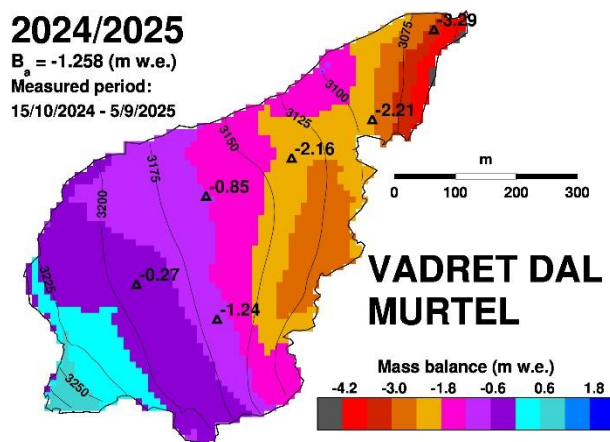 2024/2025
Ba = -1.258 (m w.e.)
Measured period:
15/10/2024 - 5/9/2025
-3.29
3075
3100
-2.21
3125
-2.16
3150
3175
-0.85
3200
3225
-0.27
-1.24
3250
m
0 100 200 300
VADRET DAL
MURTEL
Mass balance (m w.e.)
-4.2 -3.0 -1.8 -0.6 0.6 1.8